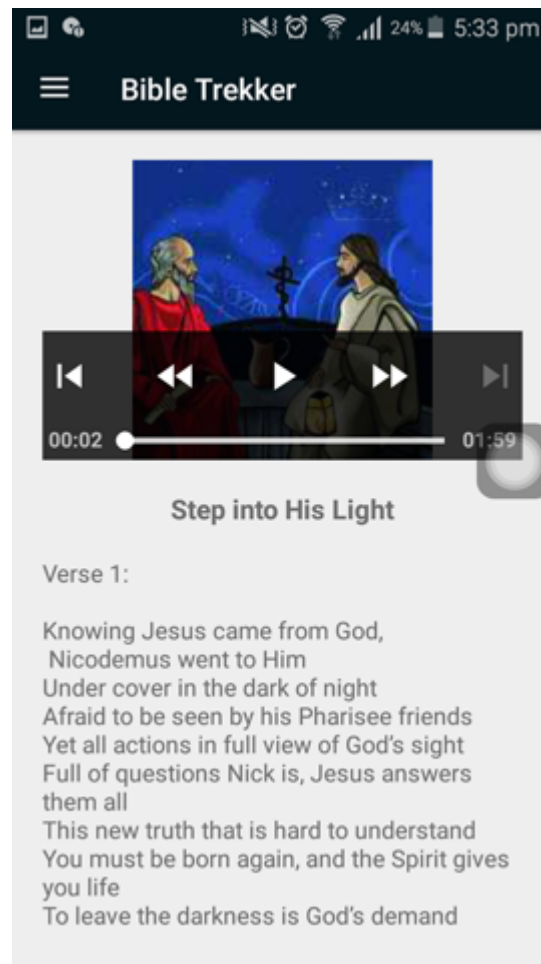 24% 5:33 pm
Bible Trekker
00:02 01:59
Step into His Light
Verse 1:
Knowing Jesus came from God,
Nicodemus went to Him
Under cover in the dark of night
Afraid to be seen by his Pharisee friends
Yet all actions in full view of God’s sight
Full of questions Nick is, Jesus answers
them all
This new truth that is hard to understand
You must be born again, and the Spirit gives
you life
To leave the darkness is God’s demand